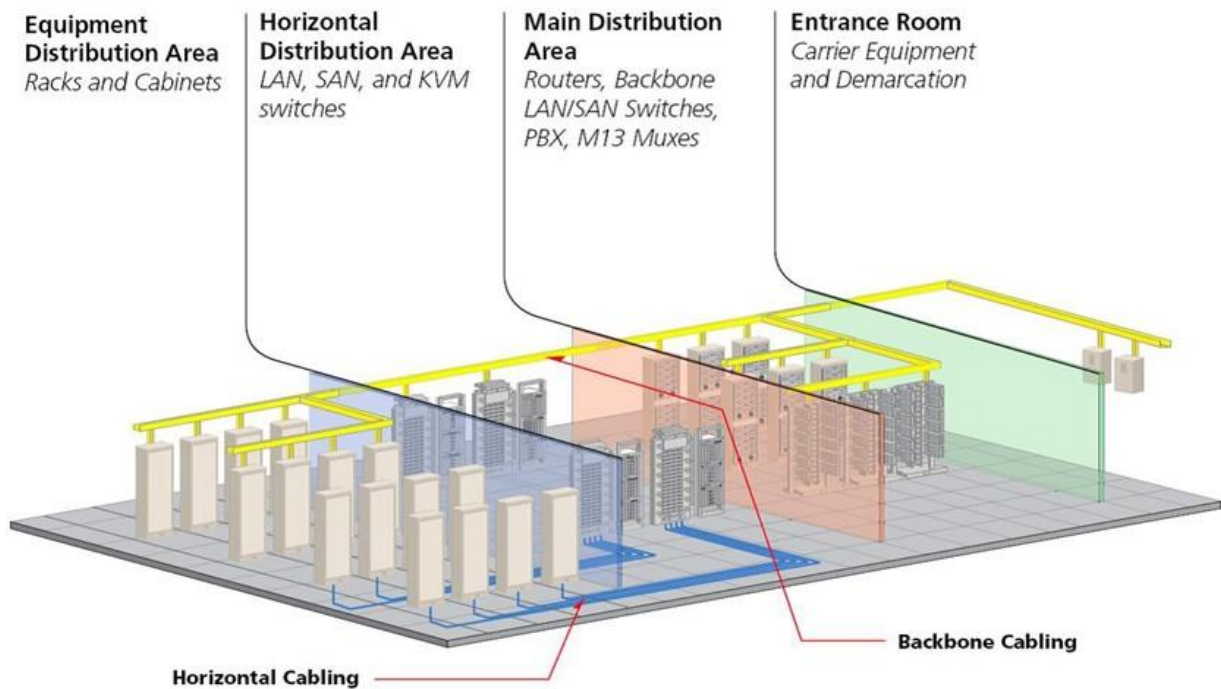 Equipment
Distribution Area
Racks and Cabinets
Horizontal
Distribution Area
LAN, SAN, and KVM
switches
Main Distribution
Area
Routers, Backbone
LAN/SAN Switches,
PBX, M13 Muxes
Entrance Room
Carrier Equipment
and Demarcation
Backbone Cabling
Horizontal Cabling